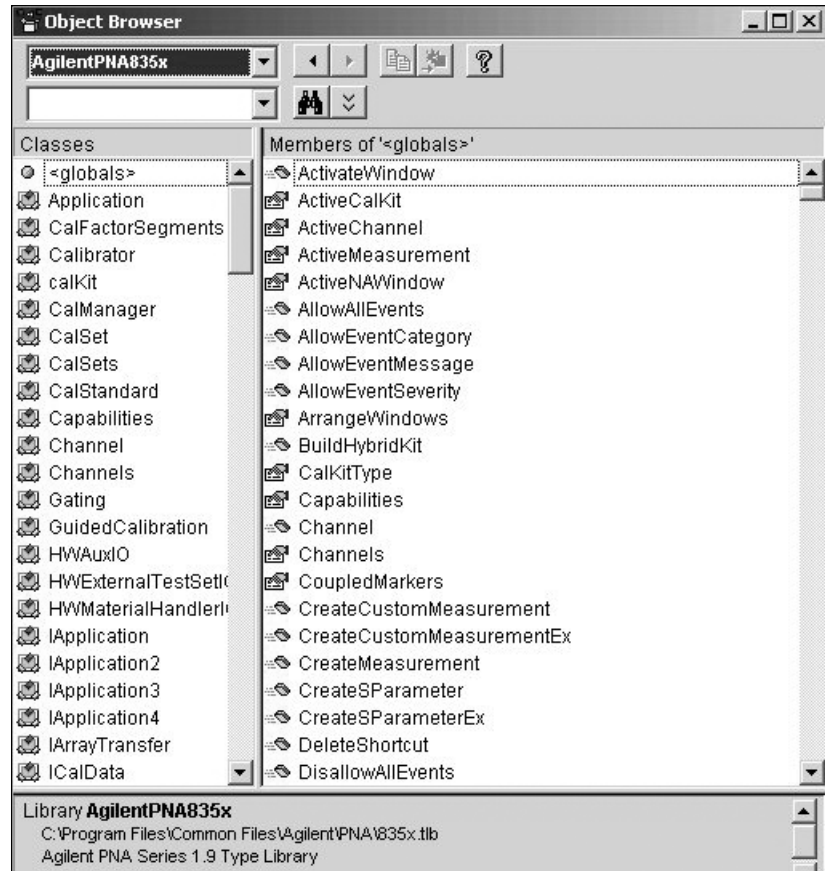 Object Browser
AgilentPNA835x
Classes
<globals>
Application
CalFactorSegments
Calibrator
calKit
CalManager
CalSet
CalSets
CalStandard
Capabilities
Channel
Channels
Gating
GuidedCalibration
HWAuxIO
HWExternalTestSetI
HWMaterialHandlerI
IApplication
IApplication2
IApplication3
IApplication4
IArrayTransfer
ICalData
Members of '<globals>'
ActivateWindow
ActiveCalKit
ActiveChannel
ActiveMeasurement
ActiveNAWindow
AllowAllEvents
AllowEventCategory
AllowEventMessage
AllowEventSeverity
ArrangeWindows
BuildHybridKit
CalKitType
Capabilities
Channel
Channels
CoupledMarkers
CreateCustomMeasurement
CreateCustomMeasurementEx
CreateMeasurement
CreateSParameter
CreateSParameterEx
DeleteShortcut
DisallowAllEvents
Library AgilentPNA835x
C:\Program Files\Common Files\Agilent\PNA\835x.tlb
Agilent PNA Series 1.9 Type Library